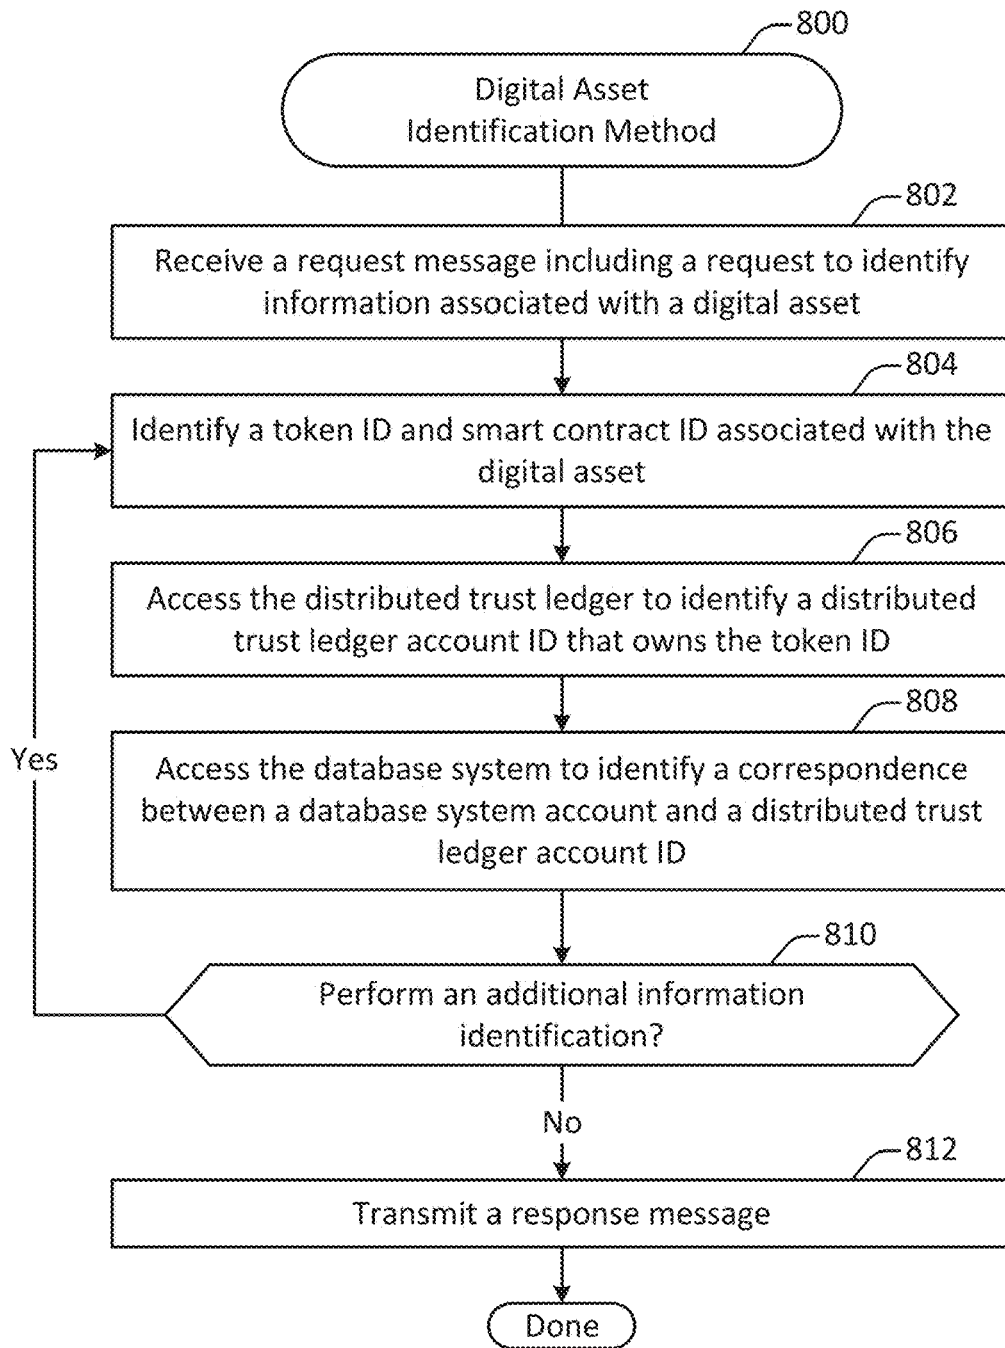 800
Digital Asset
Identification Method
802
Receive a request message including a request to identify
information associated with a digital asset
804
Identify a token ID and smart contract ID associated with the
digital asset
806
Access the distributed trust ledger to identify a distributed
trust ledger account ID that owns the token ID
808
Yes
Access the database system to identify a correspondence
between a database system account and a distributed trust
ledger account ID
810
Perform an additional information
identification?
No
812
Transmit a response message
Done